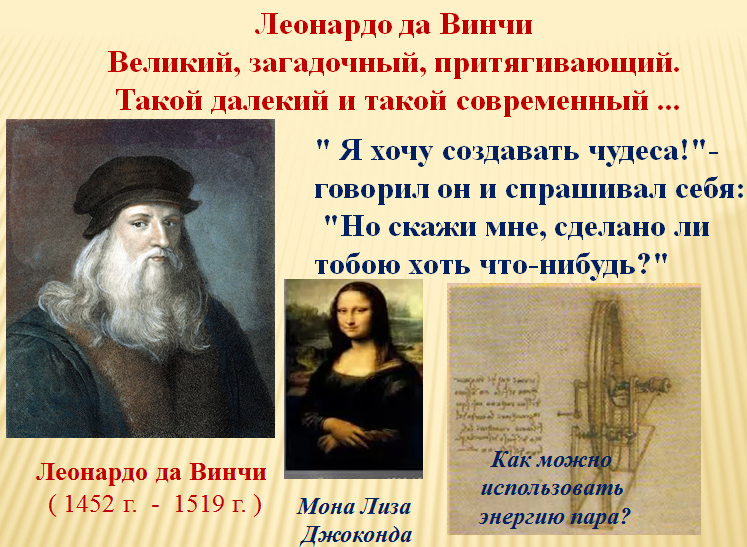 Леонардо да Винчи
Великий, загадочный, притягивающий.
Такой далекий и такой современный ...
" Я хочу создавать чудеса!"-
говорил он и спрашивал себя:
"Но скажи мне, сделано ли
тобою хоть что-нибудь?"
Леонардо да Винчи
( 1452 г. - 1519 г. )
Мона Лиза
Джоконда
Как можно
использовать
энергию пара?